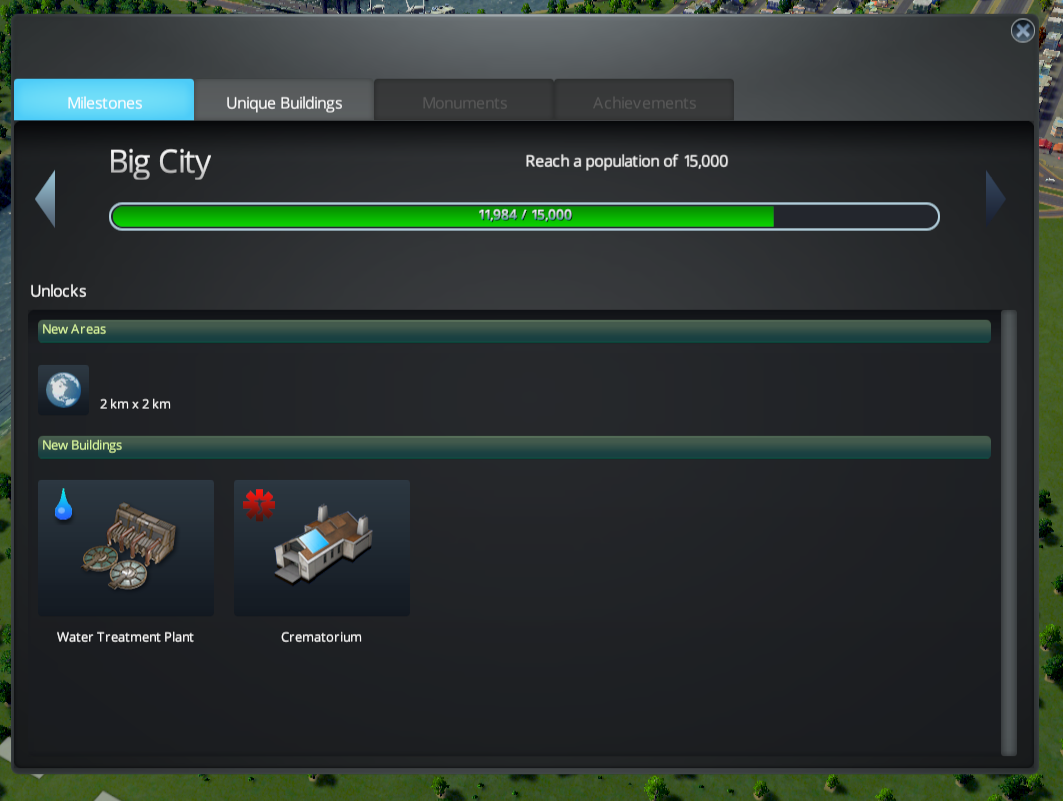 Milestones
Unique Buildings
Monuments
Achievements
Big City
Reach a population of 15,000
11,984 / 15,000
Unlocks
New Areas
2 km x 2 km
New Buildings
Water Treatment Plant
Crematorium